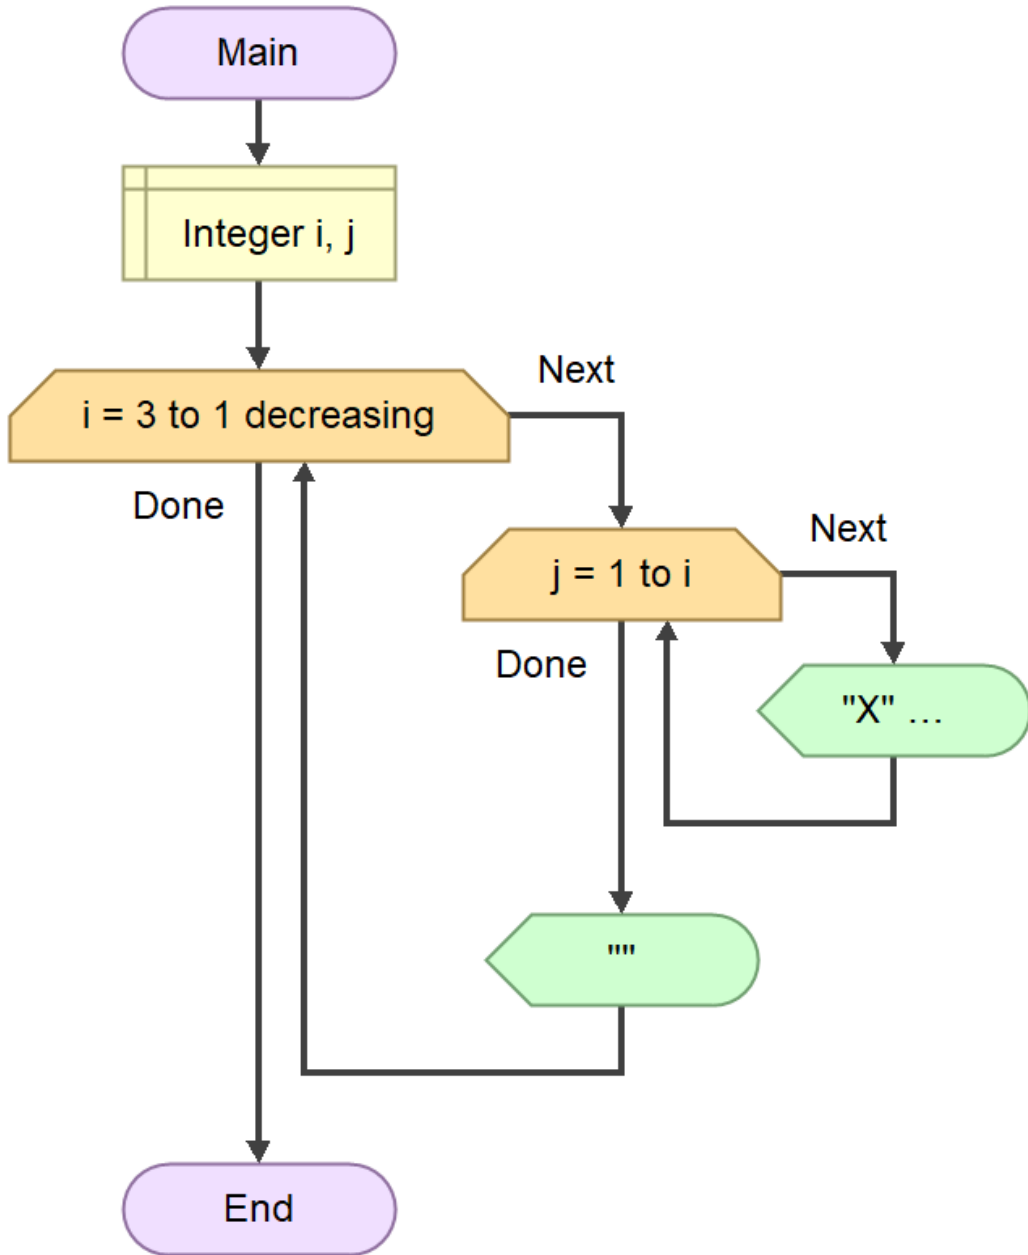 Main
Integer i, j
i = 3 to 1 decreasing
Next
Done
j = 1 to i
Next
Done
"X" …
""
End